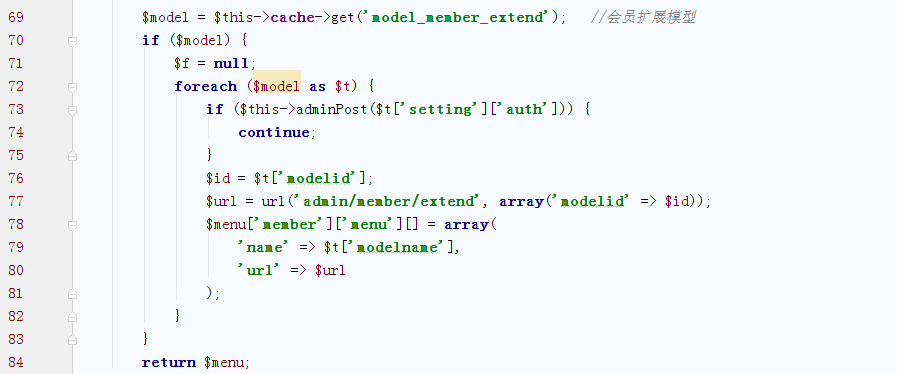 69 $model = $this->cache->get('model_member_extend'); //会员扩展模型
70 if ($model) {
71 $f = null;
72 foreach ($model as $t) {
73 if ($this->adminPost($t['setting']['auth'])) {
74 continue;
75 }
76 $id = $t['modelid'];
77 $url = url('admin/member/extend', array('modelid' => $id));
78 $menu['member']['menu'][] = array(
79 'name' => $t['modelname'],
80 'url' => $url
81 );
82 }
83 }
84 return $menu;